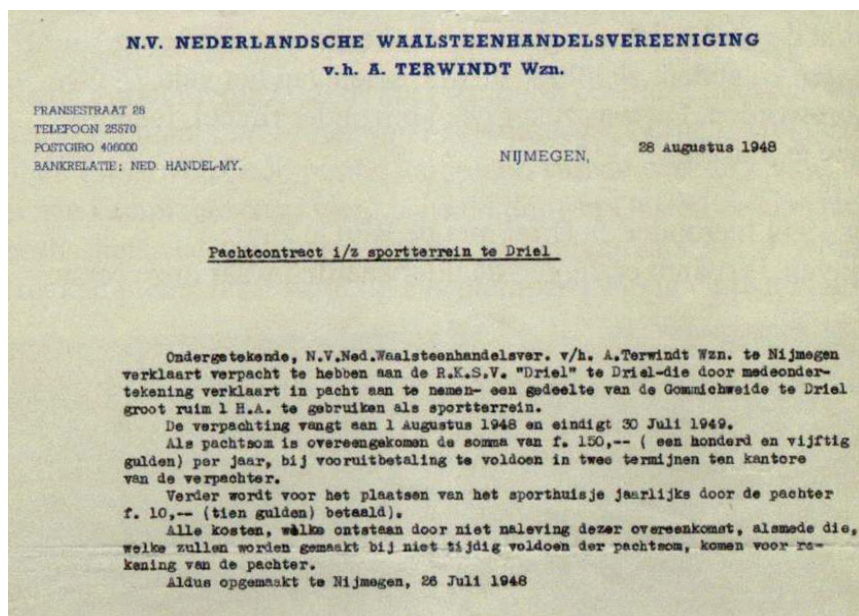 N.V. NEDERLANDSCHE WAALSTEENHANDELSVEREENIGING
v.h. A. TERWINDT Wzn.
FRANSESTRAAT 28
TELEFOON 25570
POSTGIRO 406000
BANKRELATIE; NED. HANDEL-MY.
NIJMEGEN, 28 Augustus 1948
Pachtcontract i/z sportterrein te Driel
Ondergetekende, N.V.Ned.Waalsteenhandelsver. v/h. A.Terwindt Wzn. te Nijmegen
verklaart verpacht te hebben aan de R.K.S.V. "Driel" te Driel-die door medeonder-
tekening verklaart in pacht aan te nemen- een gedeelte van de Gommichweide te Driel
groot ruim 1 H.A. te gebruiken als sportterrein.
De verpachting vangt aan 1 Augustus 1948 en eindigt 30 Juli 1949.
Als pachtsom is overeengekomen de somma van f. 150,-- ( een honderd en vijftig
gulden) per jaar, bij vooruitbetaling te voldoen in twee termijnen ten kantore
van de verpachter.
Verder wordt voor het plaatsen van het sporthuisje jaarlijks door de pachter
f. 10,-- (tien gulden) betaald).
Alle kosten, welke ontstaan door niet naleving dezer overeenkomst, alsmede die,
welke zullen worden gemaakt bij niet tijdig voldoen der pachtsom, komen voor re-
kening van de pachter.
Aldus opgemaakt te Nijmegen, 26 Juli 1948